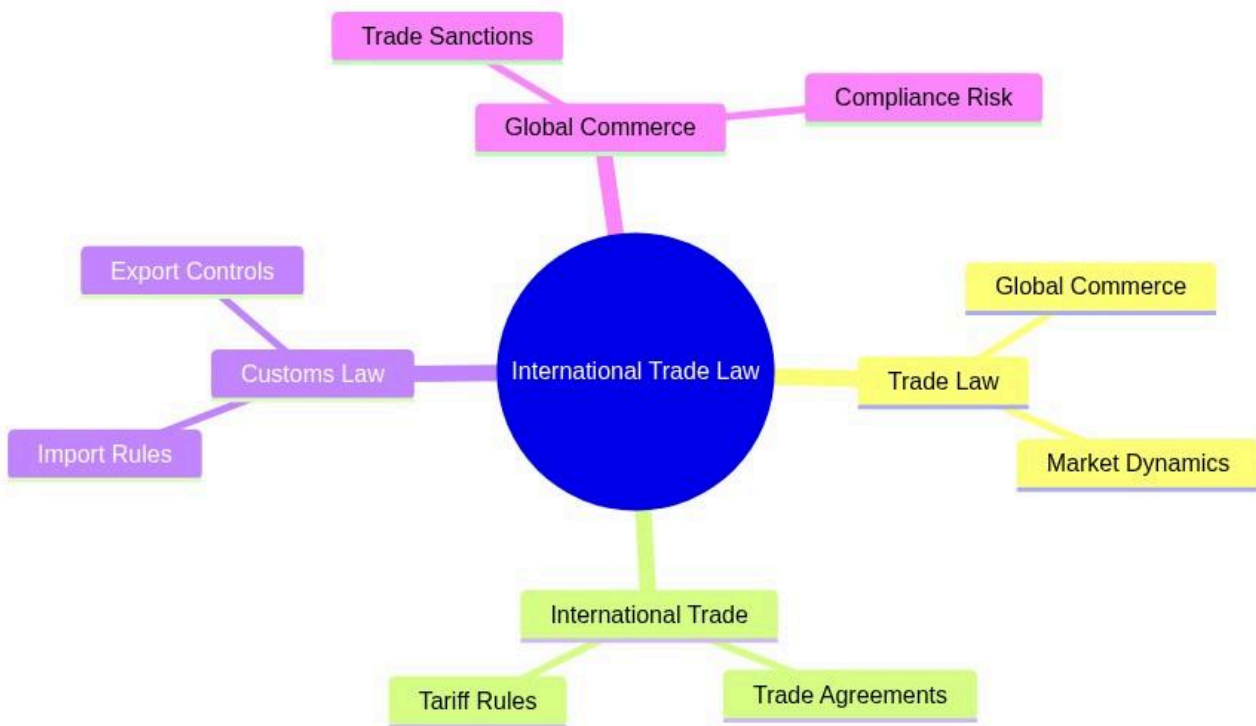 Trade Sanctions
Compliance Risk
Global Commerce
Export Controls
Global Commerce
Customs Law
International Trade Law
Trade Law
Import Rules
Market Dynamics
International Trade
Tariff Rules
Trade Agreements